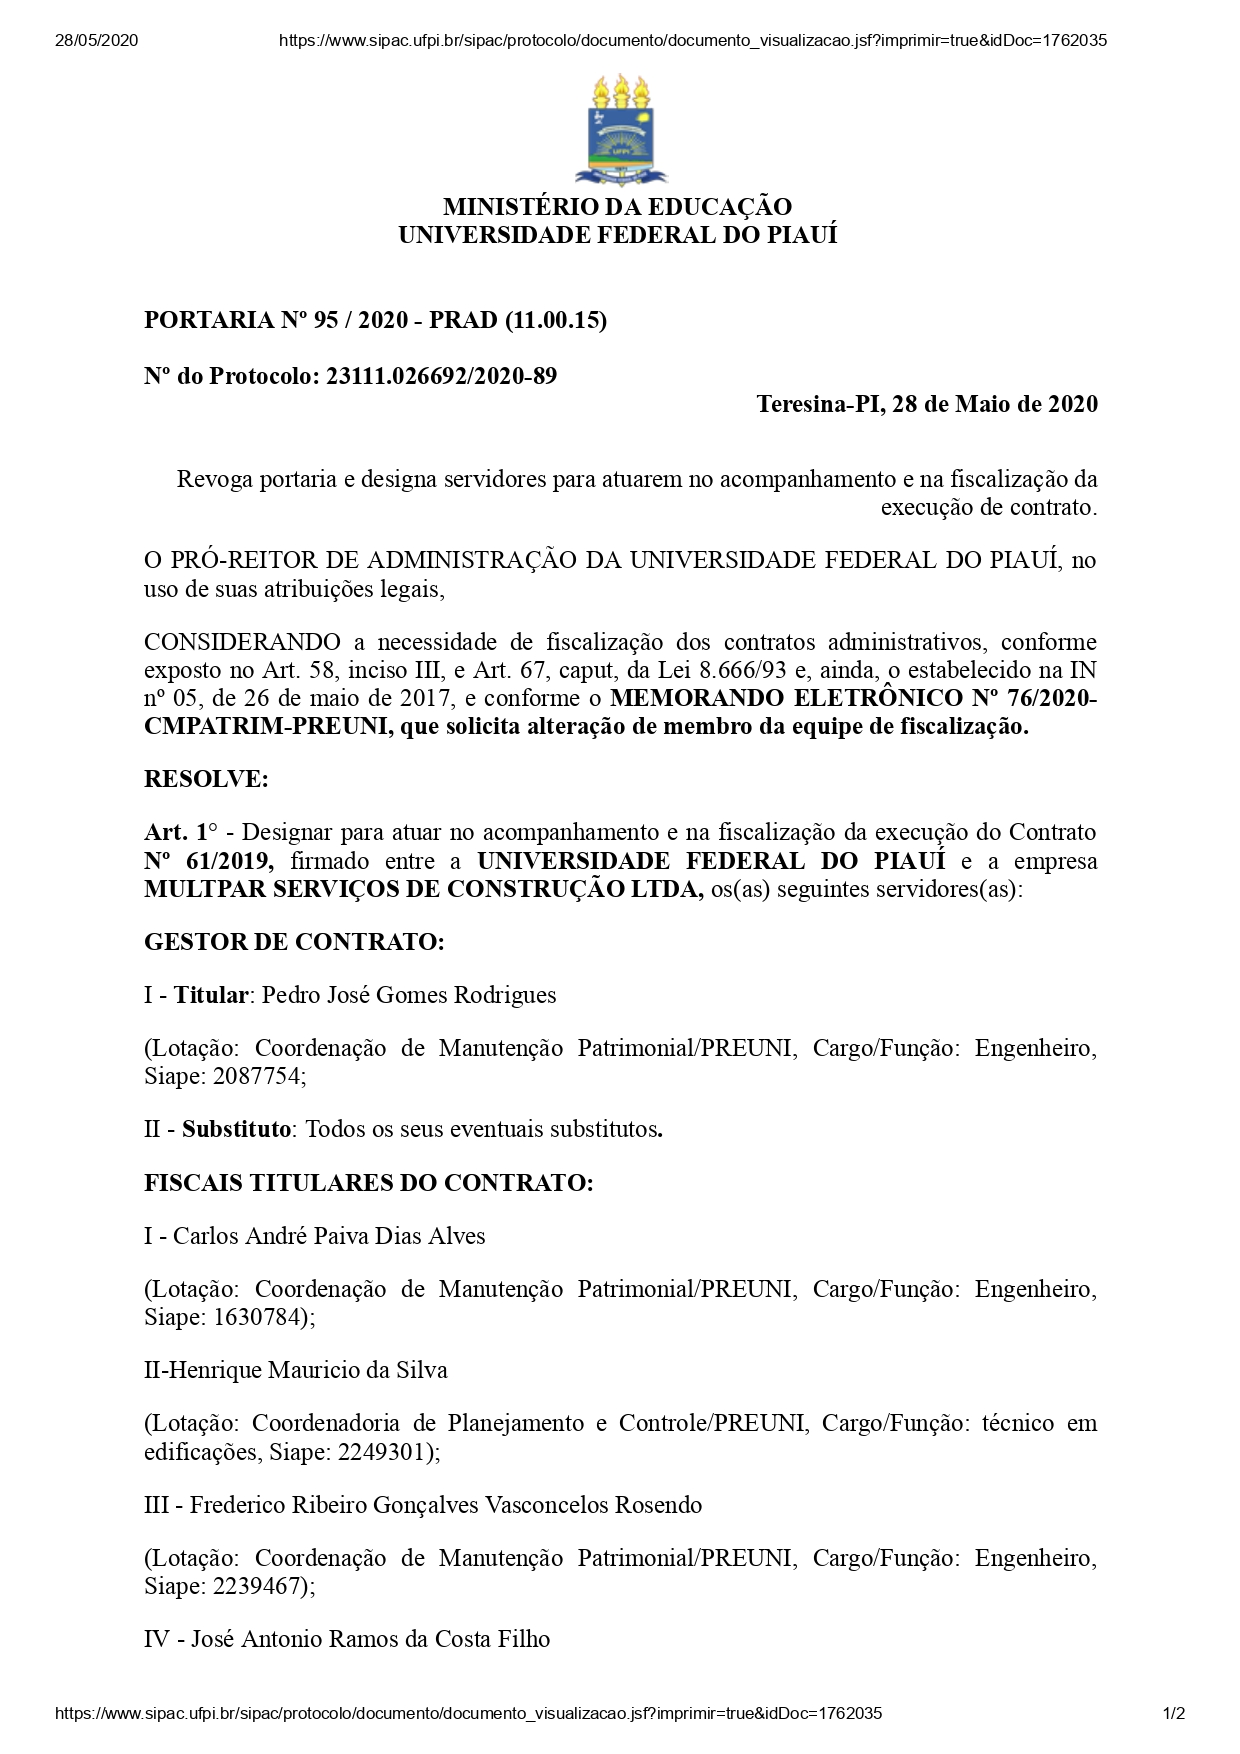 28/05/2020
https://www.sipac.ufpi.br/sipac/protocolo/documento/documento_visualizacao.jsf?imprimir=true&idDoc=1762035
UFPI
MINISTÉRIO DA EDUCAÇÃO
UNIVERSIDADE FEDERAL DO PIAUÍ
PORTARIA Nº 95 / 2020 - PRAD (11.00.15)
Nº do Protocolo: 23111.026692/2020-89
Teresina-PI, 28 de Maio de 2020
Revoga portaria e designa servidores para atuarem no acompanhamento e na fiscalização da
execução de contrato.
O PRÓ-REITOR DE ADMINISTRAÇÃO DA UNIVERSIDADE FEDERAL DO PIAUÍ, no
uso de suas atribuições legais,
CONSIDERANDO a necessidade de fiscalização dos contratos administrativos, conforme
exposto no Art. 58, inciso III, e Art. 67, caput, da Lei 8.666/93 e, ainda, o estabelecido na IN
nº 05, de 26 de maio de 2017, e conforme o MEMORANDO ELETRÔNICO Nº 76/2020-
CMPATRIM-PREUNI, que solicita alteração de membro da equipe de fiscalização.
RESOLVE:
Art. 1° - Designar para atuar no acompanhamento e na fiscalização da execução do Contrato
Nº 61/2019, firmado entre a UNIVERSIDADE FEDERAL DO PIAUÍ e a empresa
MULTPAR SERVIÇOS DE CONSTRUÇÃO LTDA, os(as) seguintes servidores(as):
GESTOR DE CONTRATO:
I - Titular: Pedro José Gomes Rodrigues
(Lotação: Coordenação de Manutenção Patrimonial/PREUNI, Cargo/Função: Engenheiro,
Siape: 2087754;
II - Substituto: Todos os seus eventuais substitutos.
FISCAIS TITULARES DO CONTRATO:
I - Carlos André Paiva Dias Alves
(Lotação: Coordenação de Manutenção Patrimonial/PREUNI, Cargo/Função: Engenheiro,
Siape: 1630784);
II-Henrique Mauricio da Silva
(Lotação: Coordenadoria de Planejamento e Controle/PREUNI, Cargo/Função: técnico em
edificações, Siape: 2249301);
III - Frederico Ribeiro Gonçalves Vasconcelos Rosendo
(Lotação: Coordenação de Manutenção Patrimonial/PREUNI, Cargo/Função: Engenheiro,
Siape: 2239467);
IV - José Antonio Ramos da Costa Filho
https://www.sipac.ufpi.br/sipac/protocolo/documento/documento_visualizacao.jsf?imprimir=true&idDoc=1762035
1/2